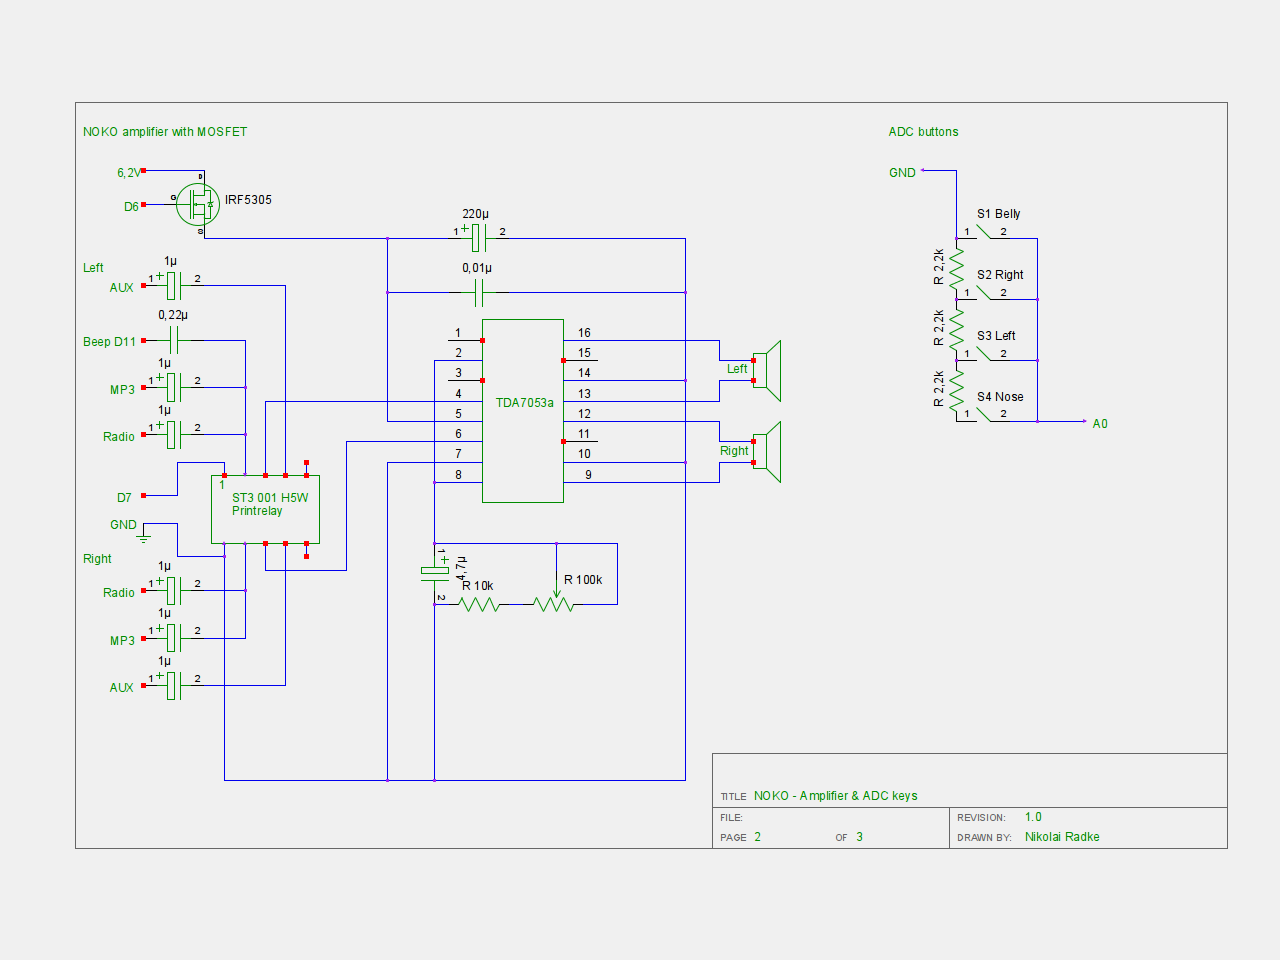 NOKO amplifier with MOSFET
ADC buttons
6,2V
D
G
S
D6
IRF5305
GND
220µ
1 + 2
S1 Belly
1 2
R 2,2k
S2 Right
1 2
R 2,2k
S3 Left
1 2
R 2,2k
S4 Nose
1 2
A0
0,01µ
Left
1µ
AUX 1 + 2
0,22µ
Beep D11
1µ
MP3 1 + 2
1µ
Radio 1 + 2
1 16
2 15
3 14
4 13
5 12
6 11
7 10
8 9
TDA7053a
Left
Right
D7
1
ST3 001 H5W
Printrelay
GND
Right
1µ
Radio 1 + 2
1µ
MP3 1 + 2
1µ
AUX 1 + 2
1 + 2
4,7µ
R 10k
R 100k
TITLE NOKO - Amplifier & ADC keys
FILE:
REVISION: 1.0
PAGE 2 OF 3
DRAWN BY: Nikolai Radke